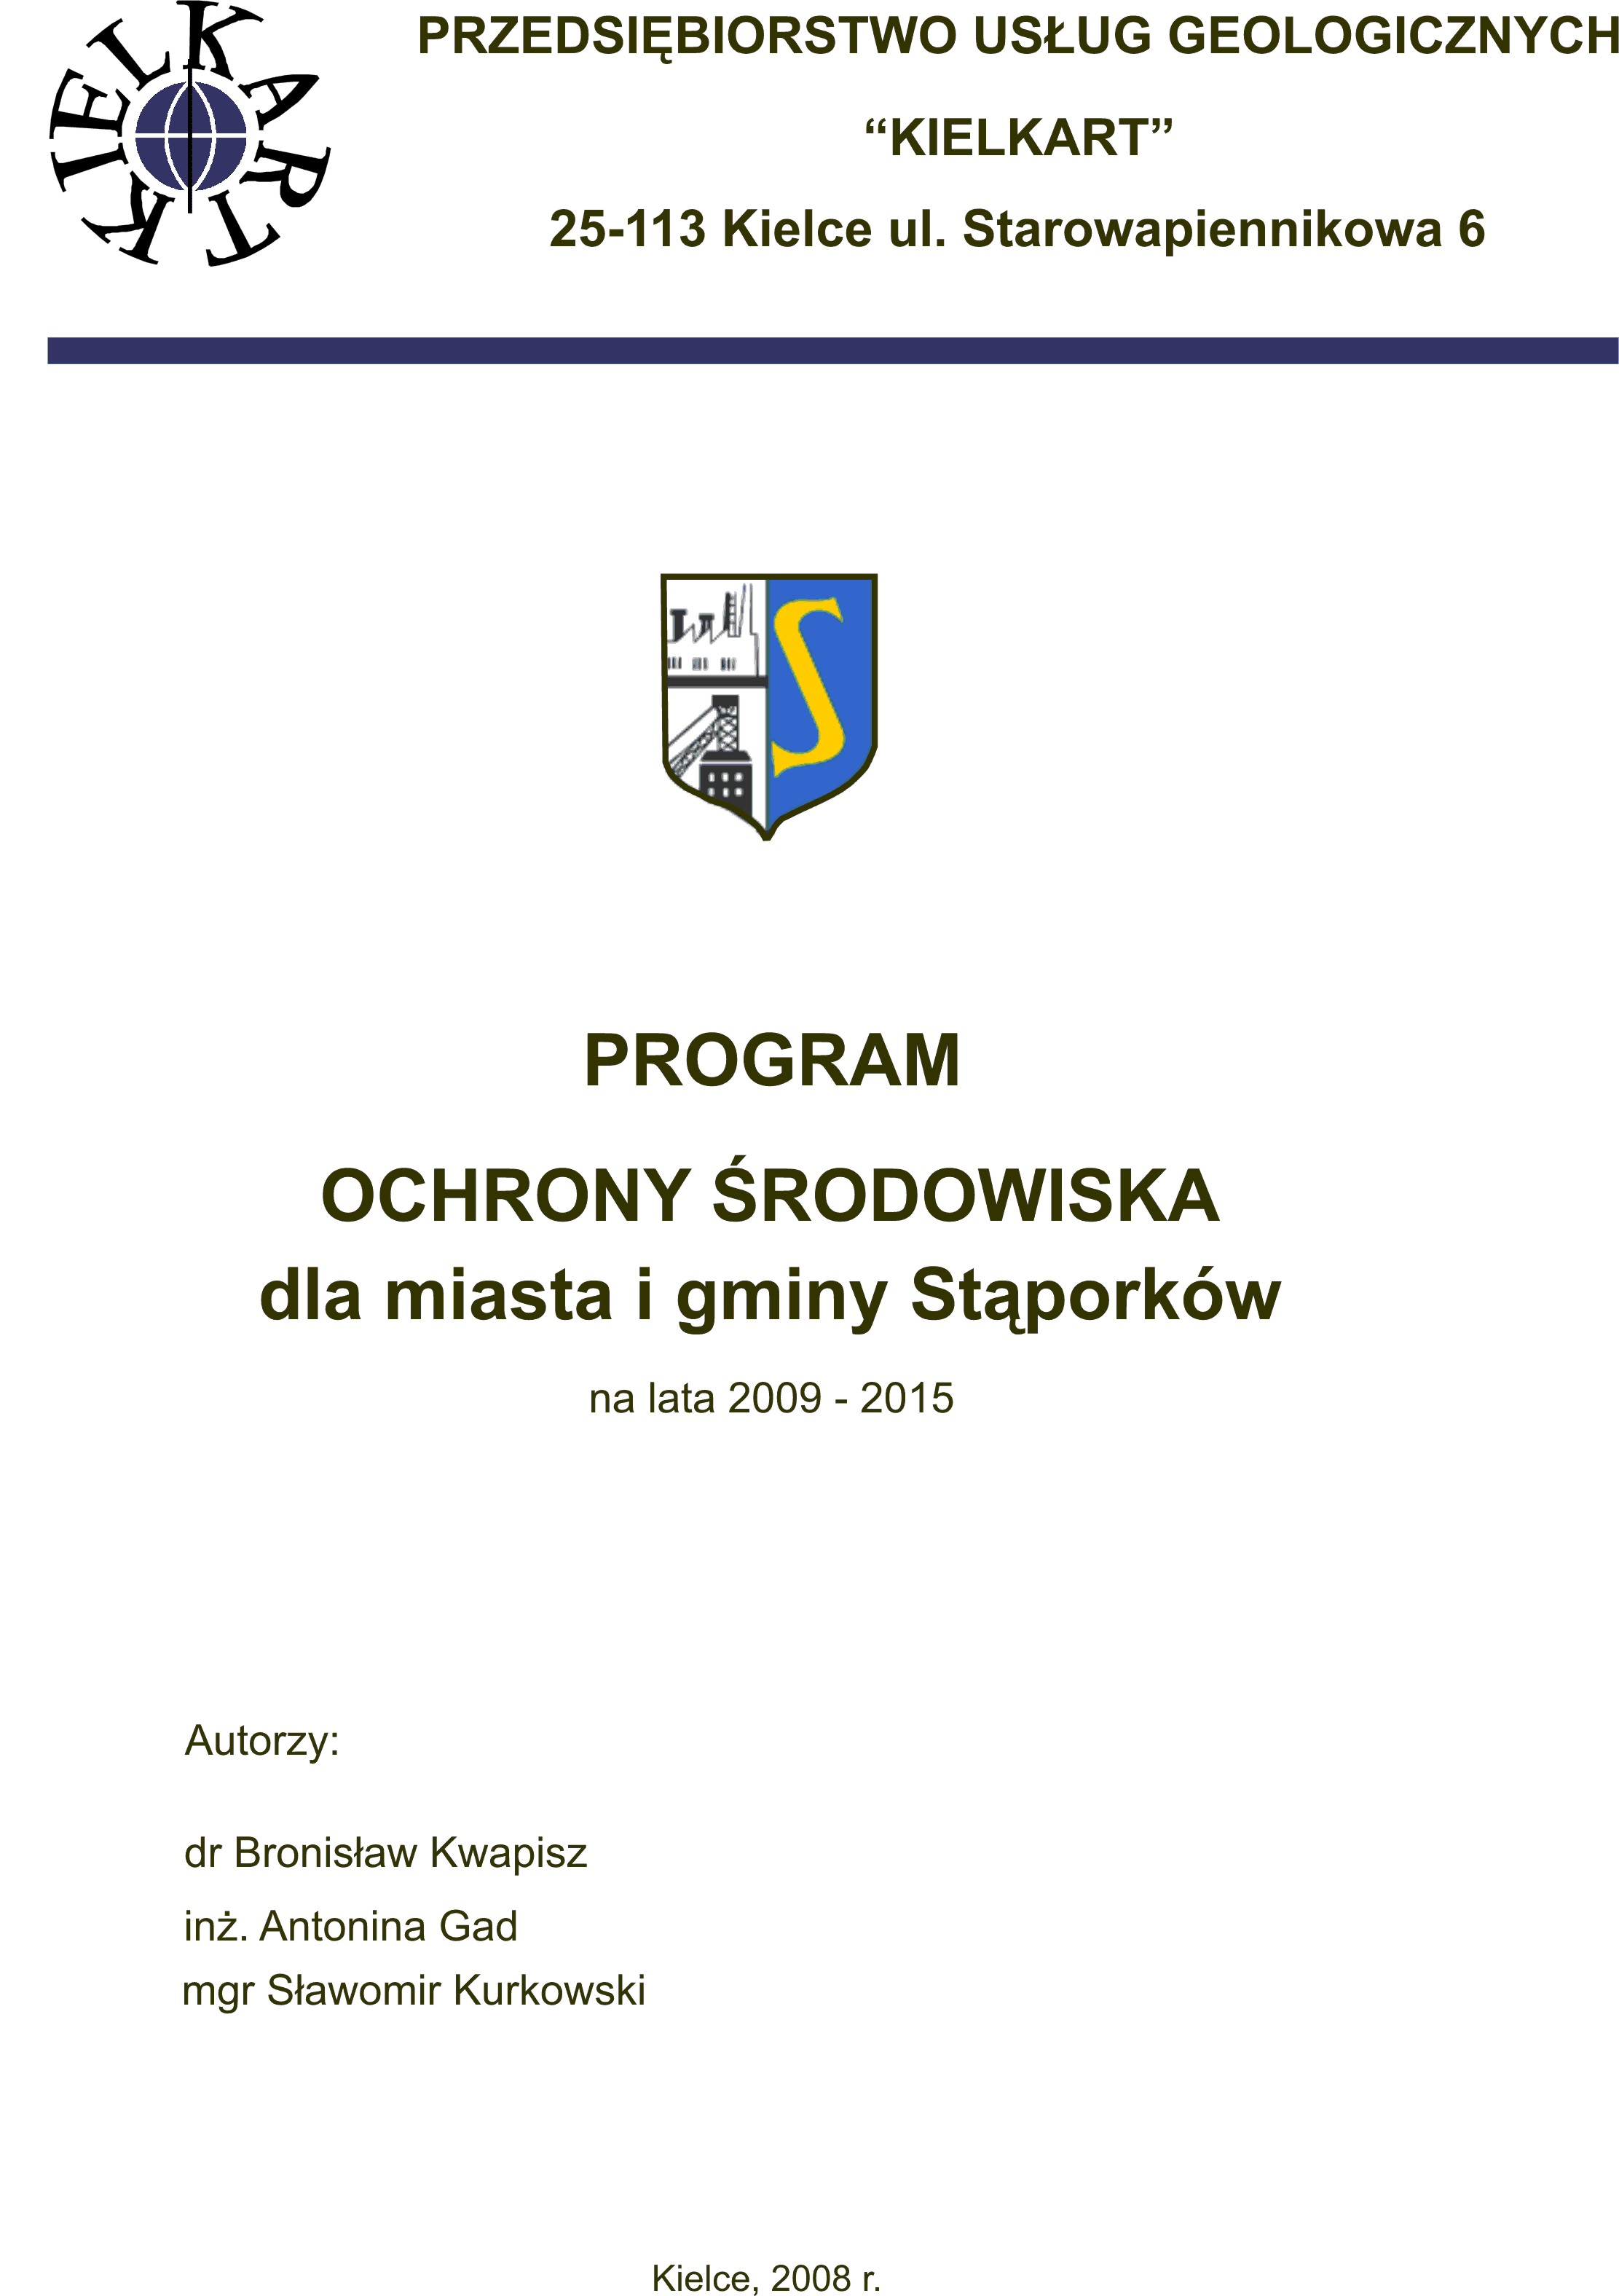 KIELKART
PRZEDSIĘBIORSTWO USŁUG GEOLOGICZNYCH
“KIELKART”
25-113 Kielce ul. Starowapiennikowa 6
S
PROGRAM
OCHRONY ŚRODOWISKA
dla miasta i gminy Stąporków
na lata 2009 - 2015
Autorzy:
dr Bronisław Kwapisz
inż. Antonina Gad
mgr Sławomir Kurkowski
Kielce, 2008 r.